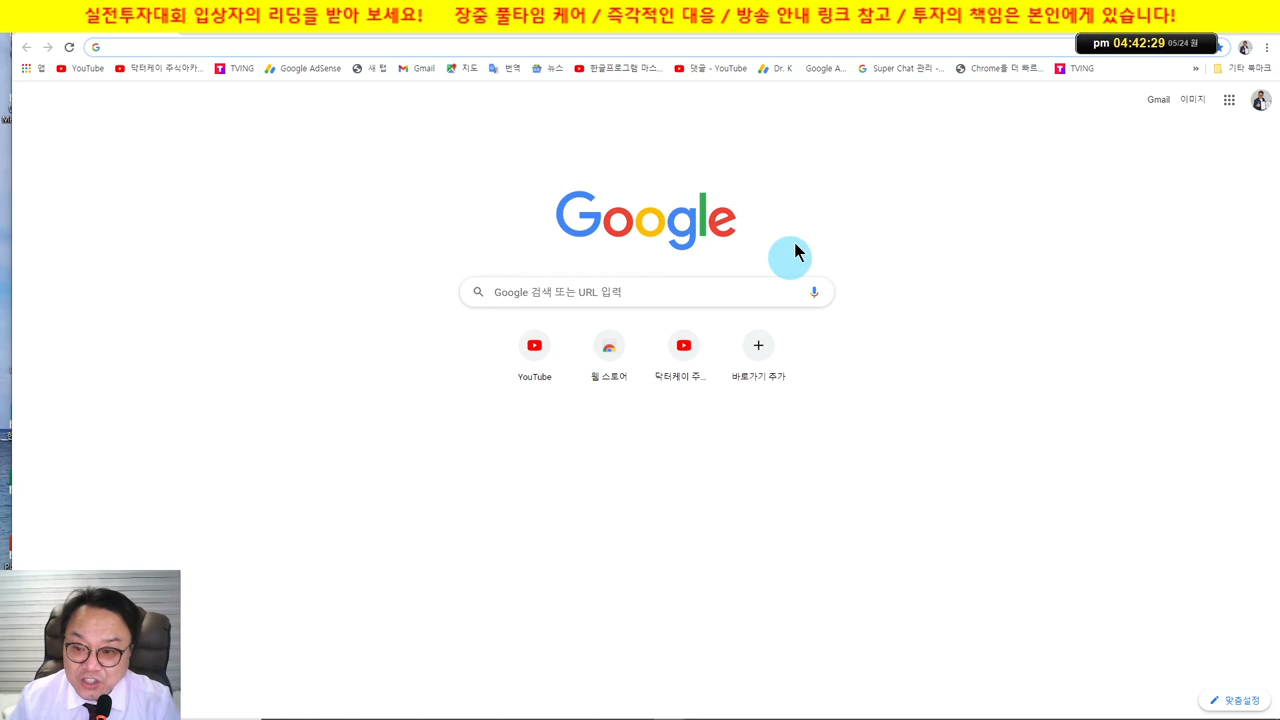 실전투자대회 입상자의 리딩을 받아 보세요! 장중 풀타임 케어 / 즉각적인 대응 / 방송 안내 링크 참고 / 투자의 책임은 본인에게 있습니다!
pm 04:42:29 05/24 월
앱 YouTube 닥터케이 주식아카... TVING Google AdSense 새 탭 Gmail 지도 번역 뉴스 한글프로그램 마스... 댓글 - YouTube Dr. K Google A... Super Chat 관리 -... Chrome을 더 빠르... TVING » 기타 북마크
Gmail 이미지
Google
Google 검색 또는 URL 입력
YouTube 웹 스토어 닥터케이 주... 바로가기 추가
맞춤설정